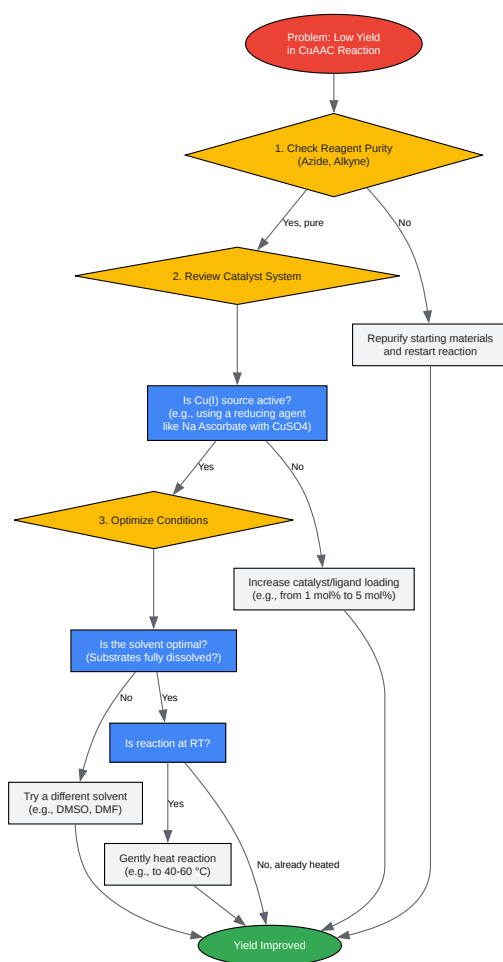 Problem: Low Yield
in CuAAC Reaction
1. Check Reagent Purity
(Azide, Alkyne)
Yes, pure
No
2. Review Catalyst System
Repurify starting materials
and restart reaction
Is Cu(I) source active?
(e.g., using a reducing agent
like Na Ascorbate with CuSO4)
Yes
No
3. Optimize Conditions
Increase catalyst/ligand loading
(e.g., from 1 mol% to 5 mol%)
Is the solvent optimal?
(Substrates fully dissolved?)
No
Yes
Is reaction at RT?
Try a different solvent
(e.g., DMSO, DMF)
Yes
Gently heat reaction
(e.g., to 40-60 °C)
No, already heated
Yield Improved